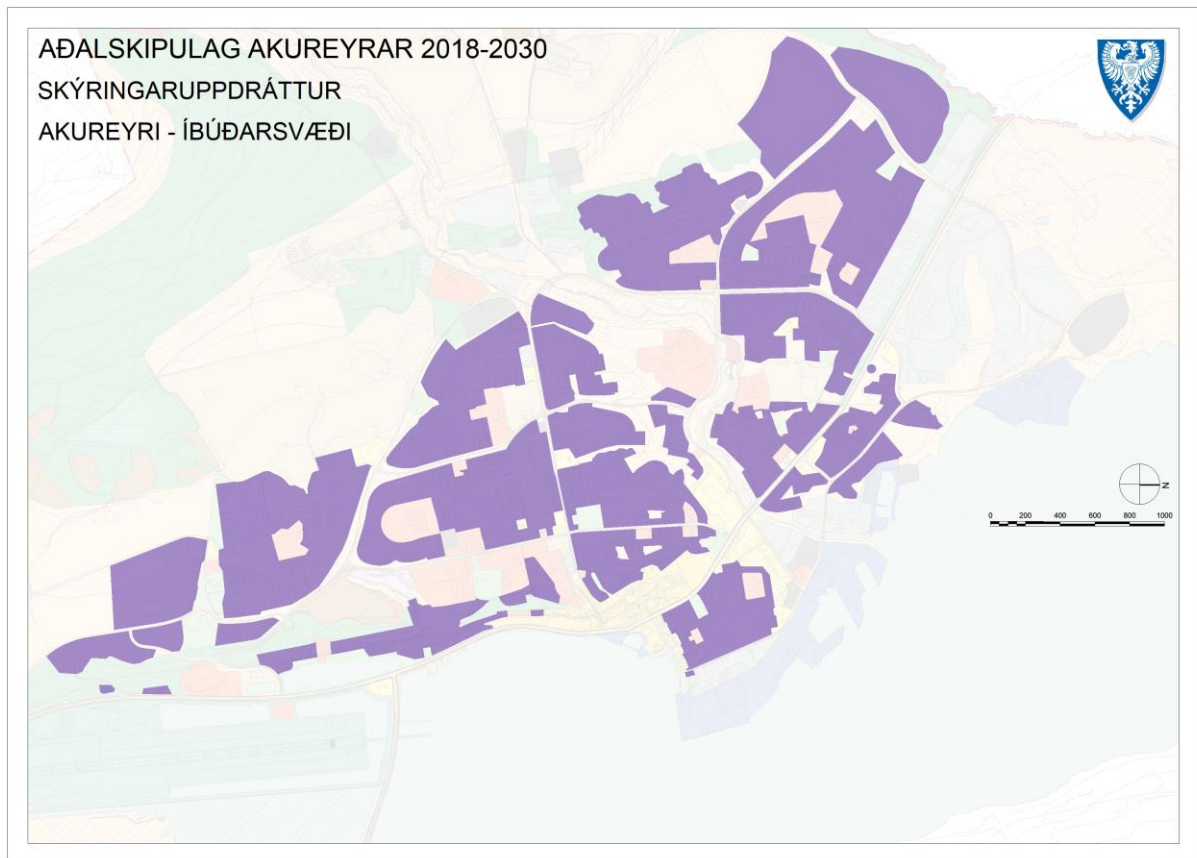 AÐALSKIPULAG AKUREYRAR 2018-2030
SKÝRINGARUPPDRÁTTUR
AKUREYRI - ÍBÚÐARSVÆÐI
N
0 200 400 600 800 1000